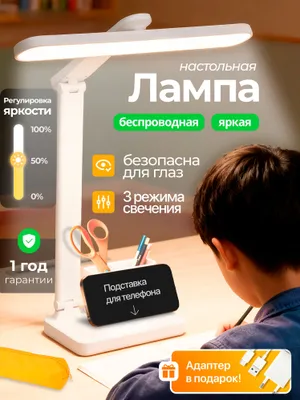 настольная
Лампа
беспроводная
яркая
Регулировка
яркости
100%
50%
0%
безопасна
для глаз
3 режима
свечения
1 год
гарантии
Подставка
для телефона
Адаптер
в подарок!